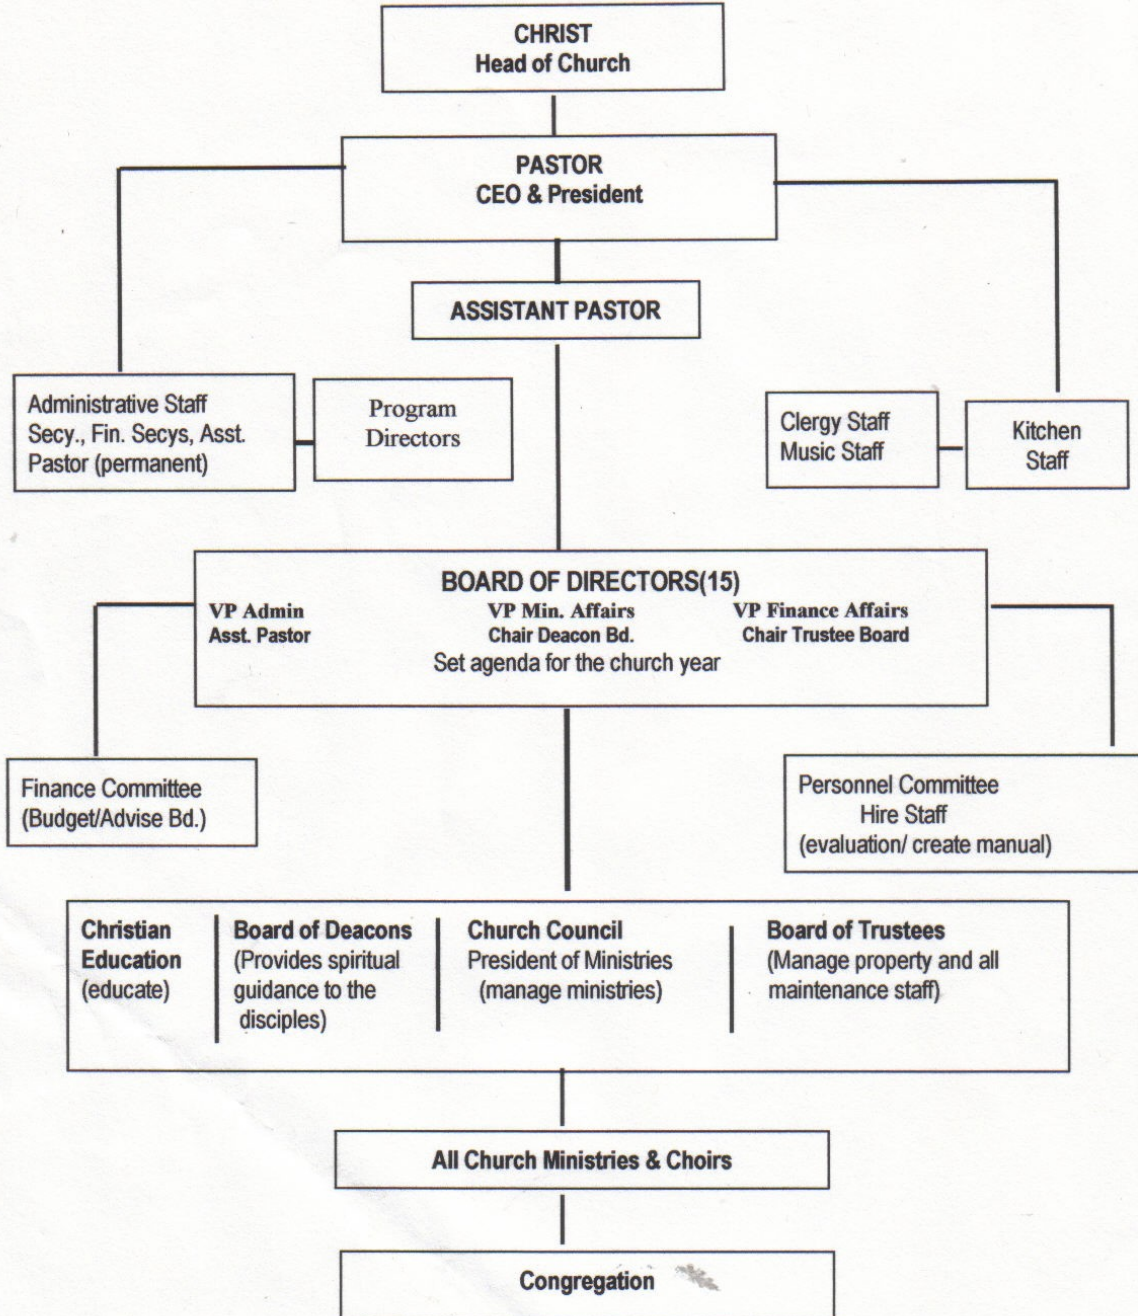 CHRIST
Head of Church
PASTOR
CEO & President
ASSISTANT PASTOR
Administrative Staff
Secy., Fin. Secys, Asst.
Pastor (permanent)
Program
Directors
Clergy Staff
Music Staff
Kitchen
Staff
BOARD OF DIRECTORS(15)
VP Admin
Asst. Pastor
VP Min. Affairs
Chair Deacon Bd.
VP Finance Affairs
Chair Trustee Board
Set agenda for the church year
Finance Committee
(Budget/Advise Bd.)
Personnel Committee
Hire Staff
(evaluation/ create manual)
Christian
Education
(educate)
Board of Deacons
(Provides spiritual
guidance to the
disciples)
Church Council
President of Ministries
(manage ministries)
Board of Trustees
(Manage property and all
maintenance staff)
All Church Ministries & Choirs
Congregation